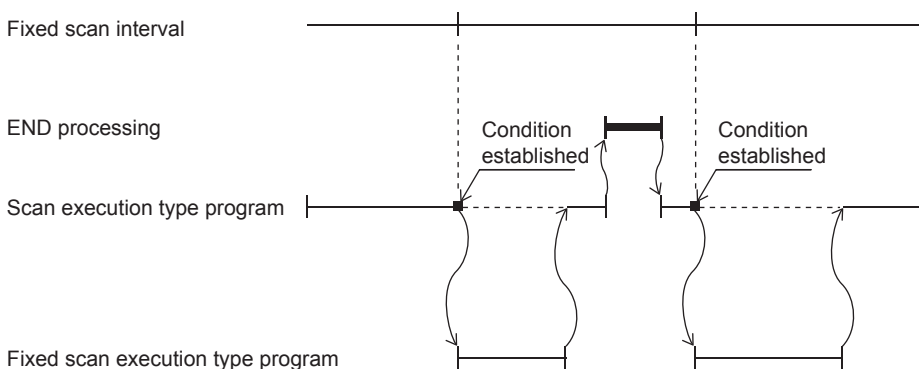 Fixed scan interval
END processing
Condition
established
Condition
established
Scan execution type program
Fixed scan execution type program